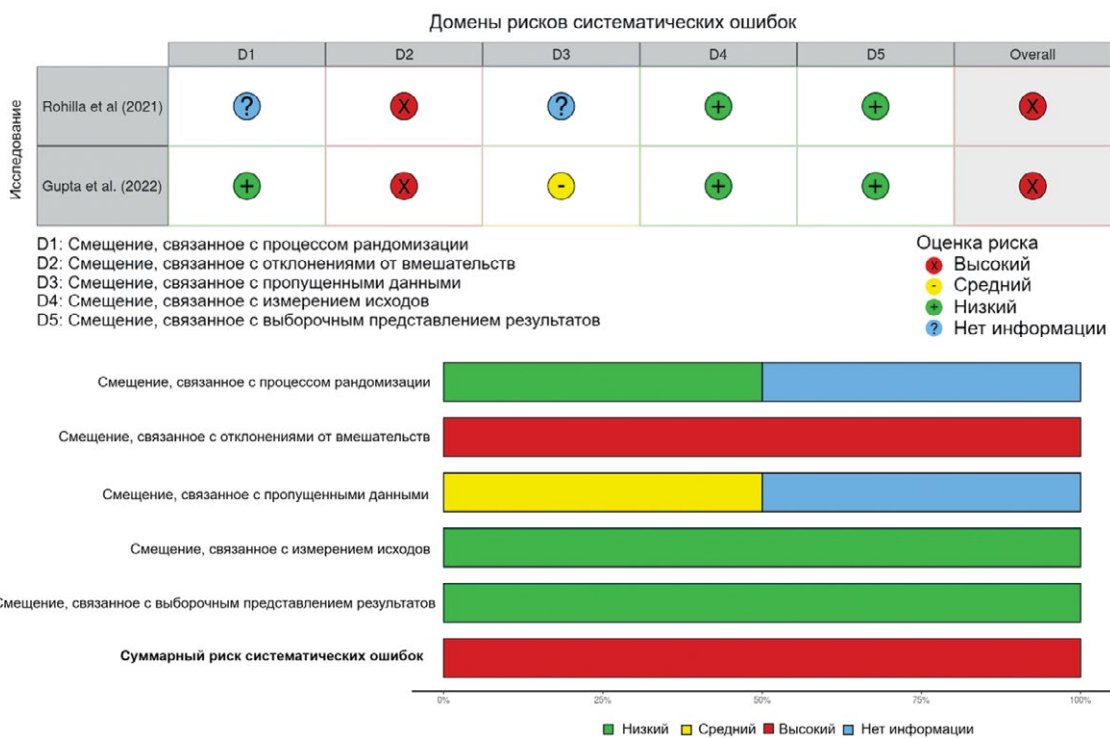 Домены рисков систематических ошибок
D1 D2 D3 D4 D5 Overall
Исследование
Rohilla et al (2021) ? X ? + + X
Gupta et al. (2022) + X - + + X
D1: Смещение, связанное с процессом рандомизации
D2: Смещение, связанное с отклонениями от вмешательств
D3: Смещение, связанное с пропущенными данными
D4: Смещение, связанное с измерением исходов
D5: Смещение, связанное с выборочным представлением результатов
Оценка риска
X Высокий
- Средний
+ Низкий
? Нет информации
Смещение, связанное с процессом рандомизации
Смещение, связанное с отклонениями от вмешательств
Смещение, связанное с пропущенными данными
Смещение, связанное с измерением исходов
Смещение, связанное с выборочным представлением результатов
Суммарный риск систематических ошибок
0% 25% 50% 75% 100%
Низкий Средний Высокий Нет информации